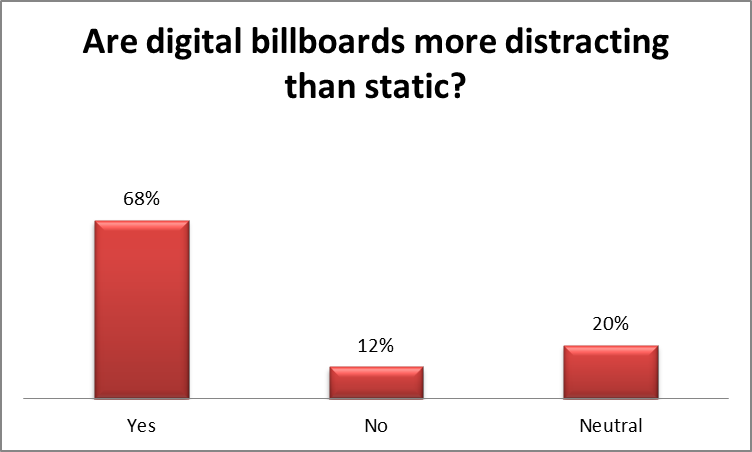 Are digital billboards more distracting
than static?
68%
12%
20%
Yes
No
Neutral